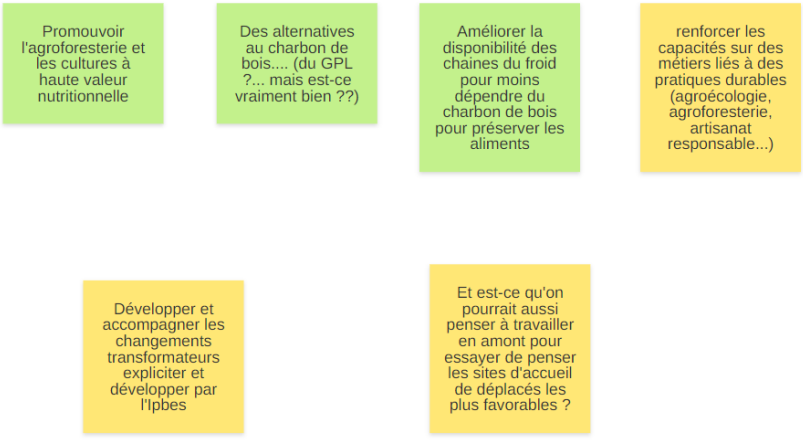 Promouvoir
l'agroforesterie et
les cultures à
haute valeur
nutritionnelle
Des alternatives
au charbon de
bois.... (du GPL
?... mais est-ce
vraiment bien ??)
Améliorer la
disponibilité des
chaines du froid
pour moins
dépendre du
charbon de bois
pour préserver les
aliments
renforcer les
capacités sur des
métiers liés à des
pratiques durables
(agroécologie,
agroforesterie,
artisanat
responsable...)
Développer et
accompagner les
changements
transformateurs
expliciter et
développer par
l'Ipbes
Et est-ce qu'on
pourrait aussi
penser à travailler
en amont pour
essayer de penser
les sites d'accueil
de déplacés les
plus favorables ?